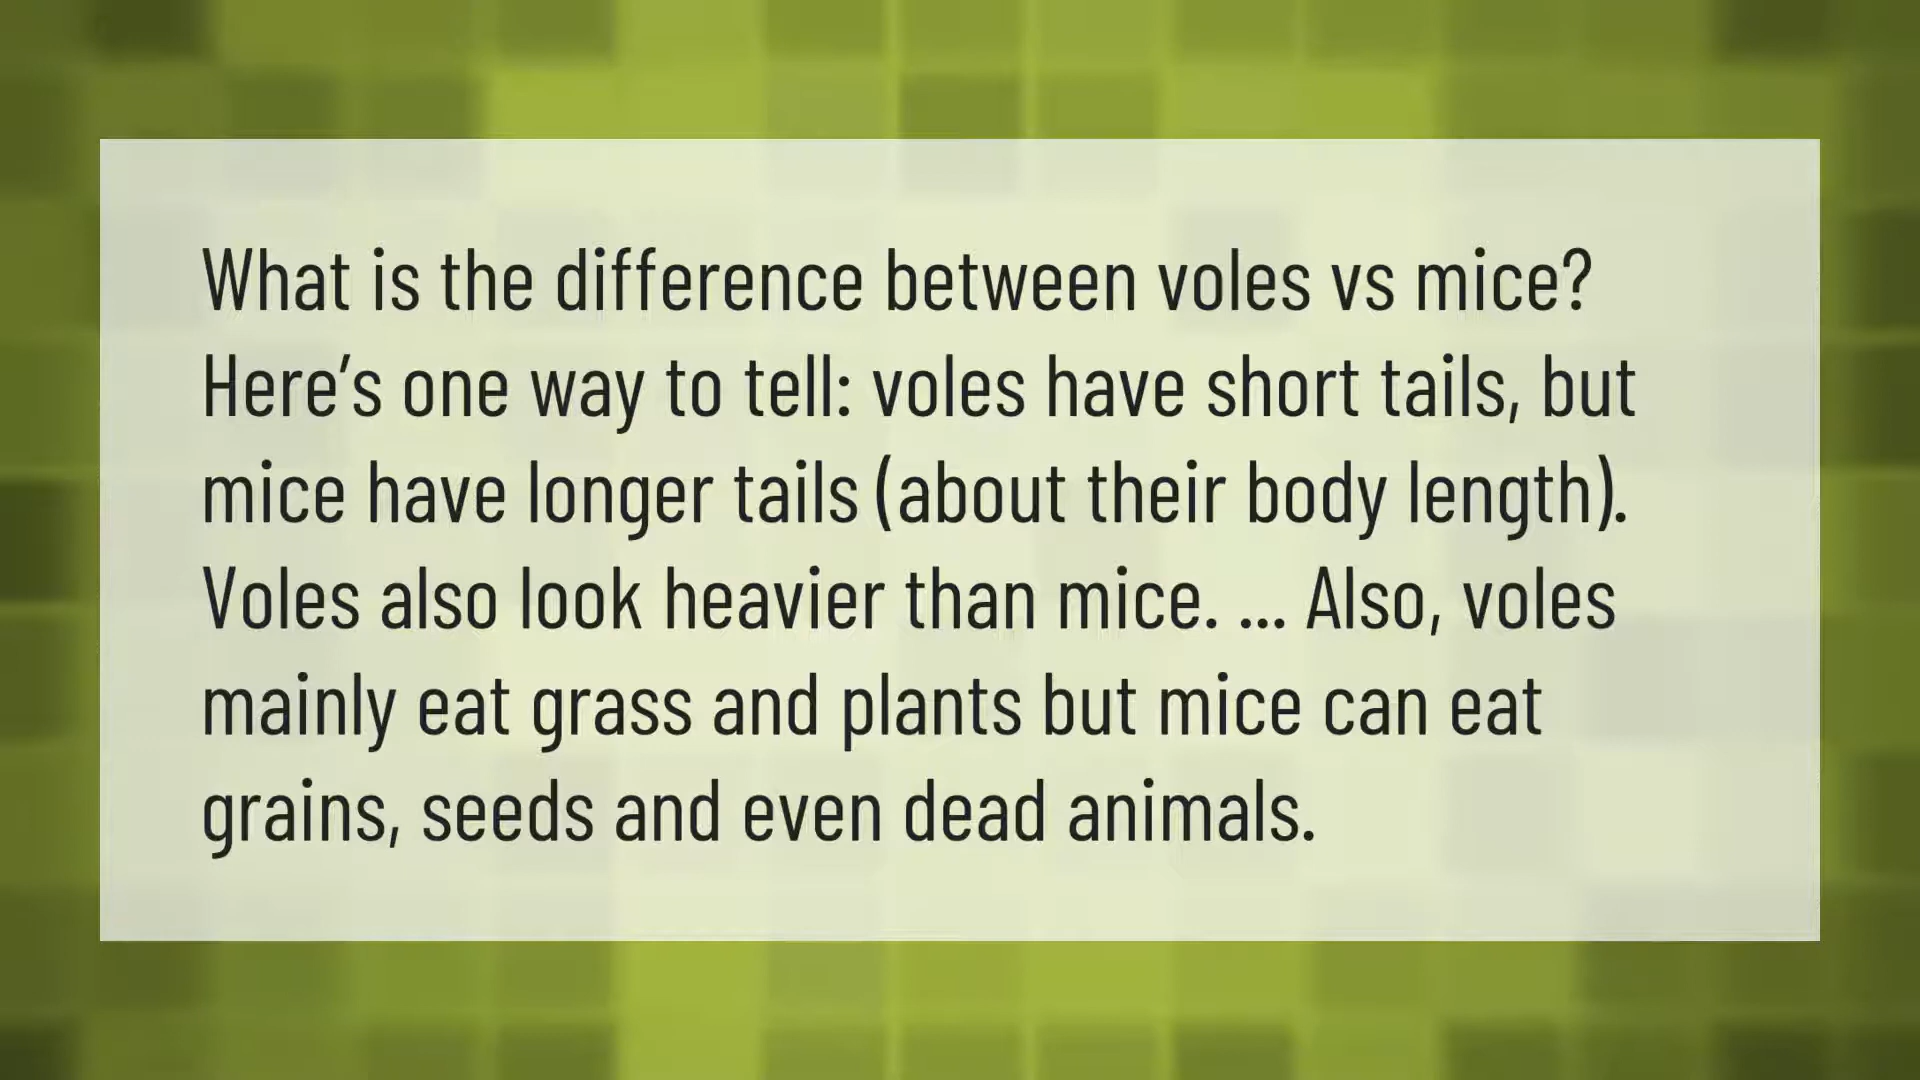 What is the difference between voles vs mice?
Here’s one way to tell: voles have short tails, but
mice have longer tails (about their body length).
Voles also look heavier than mice. ... Also, voles
mainly eat grass and plants but mice can eat
grains, seeds and even dead animals.